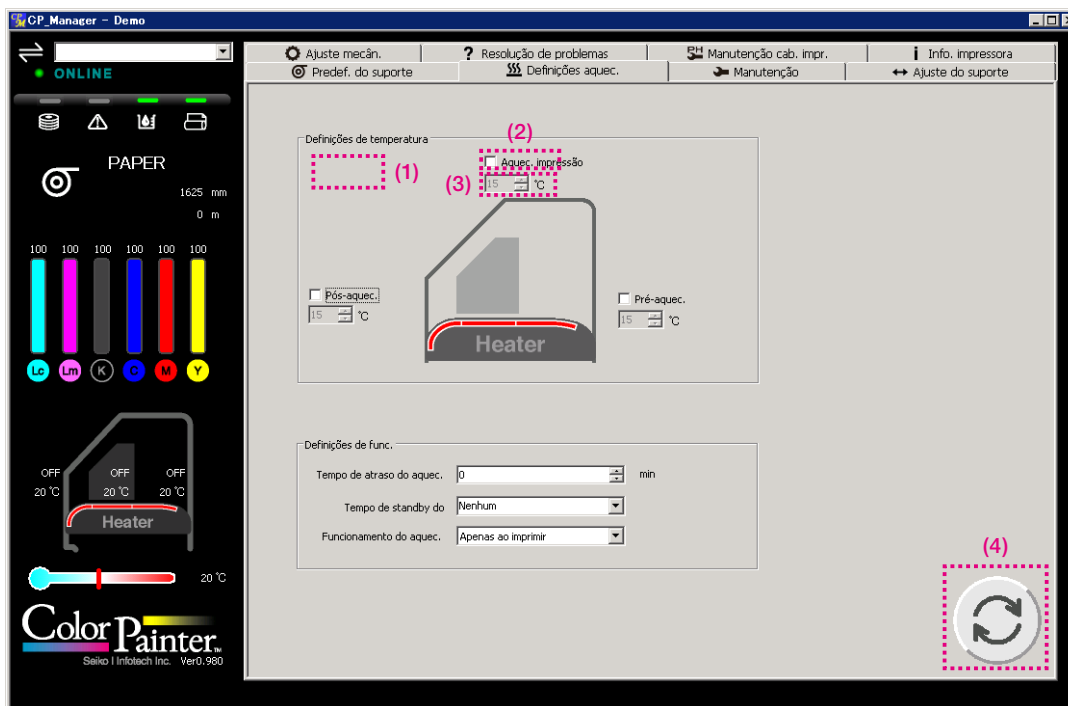 CP_Manager - Demo
ONLINE
Ajuste mecân.
? Resolução de problemas
PH Manutenção cab. impr.
i Info. impressora
Predef. do suporte
Definições aquec.
Manutenção
Ajuste do suporte
PAPER
1625 mm
0 m
100 100 100 100 100 100
Lc Lm K C M Y
OFF OFF OFF
20 °C 20 °C 20 °C
Heater
20 °C
Color Painter™
Seiko I Infotech Inc. Ver0.980
Definições de temperatura
(1)
(2)
Aquec. impressão
(3)
15 °C
Pós-aquec.
15 °C
Pré-aquec.
15 °C
Heater
Definições de func.
Tempo de atraso do aquec. 0 min
Tempo de standby do Nenhum
Funcionamento do aquec. Apenas ao imprimir
(4)